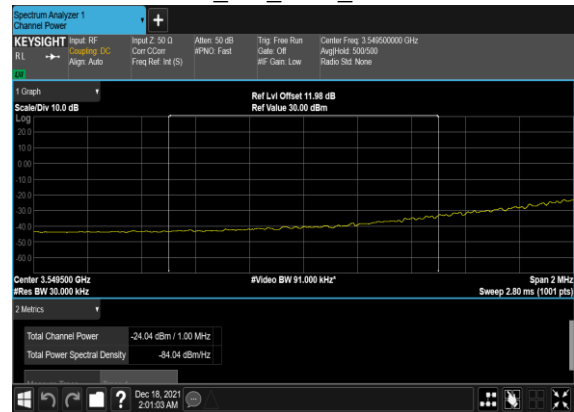 Spectrum Analyzer 1
Channel Power
+
KEYSIGHT
RL
LXI
Input: RF
Coupling: DC
Align: Auto
Input Z: 50 Ω
Corr CCorr
Freq Ref: Int (S)
Atten: 50 dB
#PNO: Fast
Trig: Free Run
Gate: Off
#IF Gain: Low
Center Freq: 3.549500000 GHz
Avg|Hold: 500/500
Radio Std: None
1 Graph
Scale/Div 10.0 dB
Ref Lvl Offset 11.98 dB
Ref Value 30.00 dBm
Log
20.0
10.0
0.00
-10.0
-20.0
-30.0
-40.0
-50.0
-60.0
Center 3.549500 GHz
#Res BW 30.000 kHz
#Video BW 91.000 kHz*
Span 2 MHz
Sweep 2.80 ms (1001 pts)
2 Metrics
Total Channel Power -24.04 dBm / 1.00 MHz
Total Power Spectral Density -84.04 dBm/Hz
?
Dec 18, 2021
2:01:03 AM